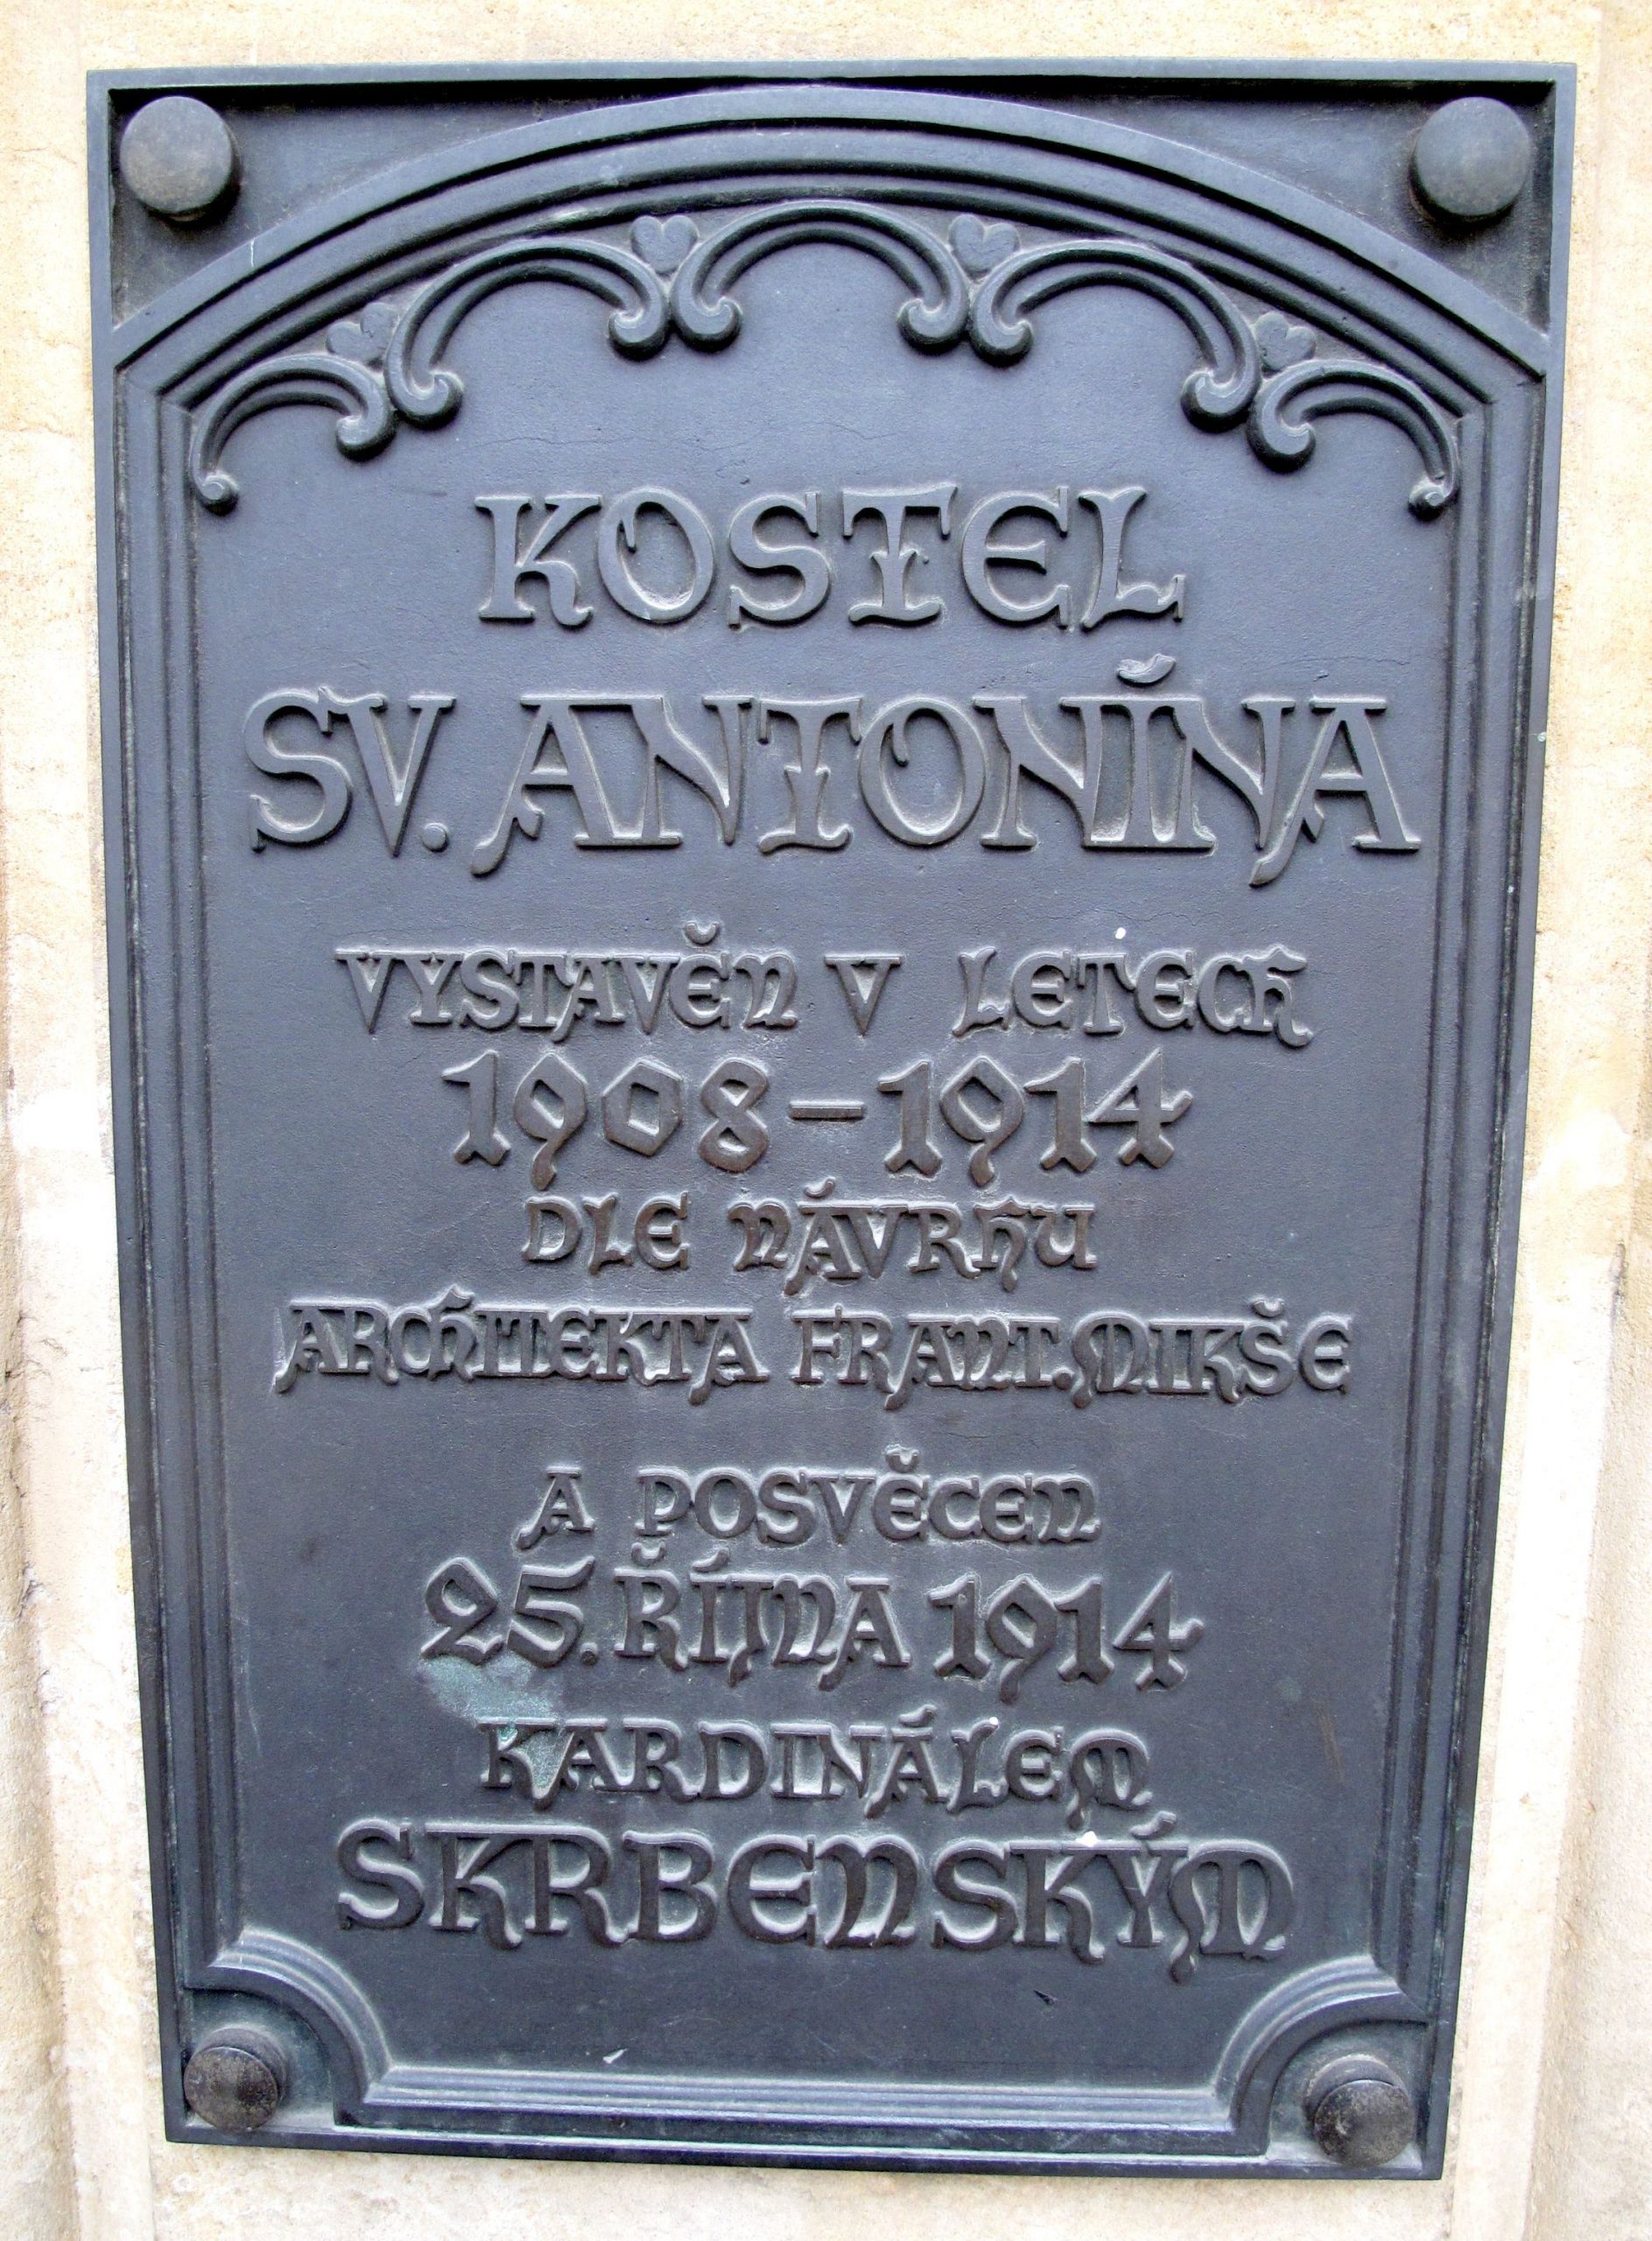 KOSTEL
SV. ANTONÍNA
VYSTAVĚN V LETECH
1908-1914
DLE NÁVRHU
ARCHITEKTA FRANT. MIKŠE
A POSVĚCEN
25. ŘÍJNA 1914
KARDINÁLEM
SKRBENSKÝM